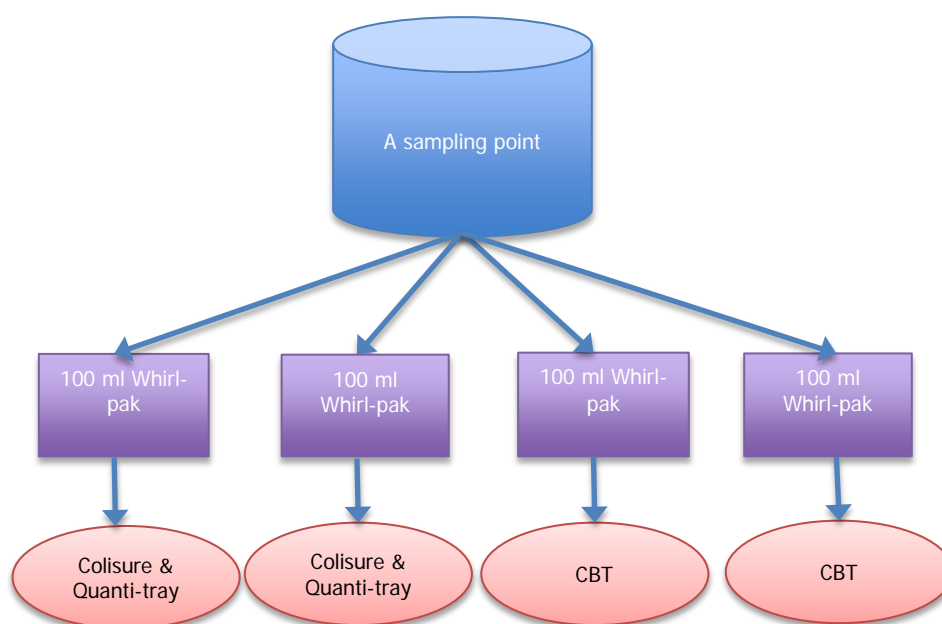 A sampling point
100 ml Whirl-
pak
100 ml
Whirl-pak
100 ml Whirl-
pak
100 ml
Whirl-pak
Colisure &
Quanti-tray
Colisure &
Quanti-tray
CBT
CBT